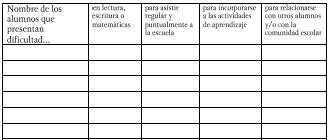 Nombre de los
alumnos que
presentan
dificultad...
en lectura,
escritura o
matemáticas
para asistir
regular y
puntualmente a
la escuela
para incorporarse
a las actividades
de aprendizaje
para relacionarse
con otros alumnos
y/o con la
comunidad escolar